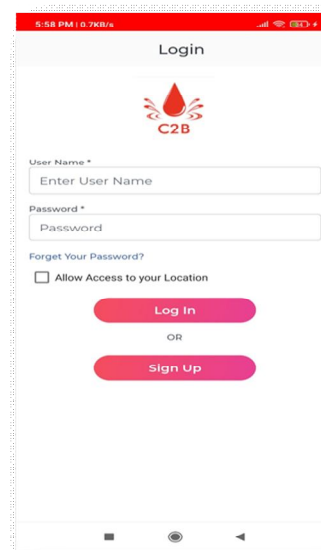 5:58 PM | 0.7KB/s
Login
C2B
User Name *
Enter User Name
Password *
Password
Forget Your Password?
Allow Access to your Location
Log In
OR
Sign Up